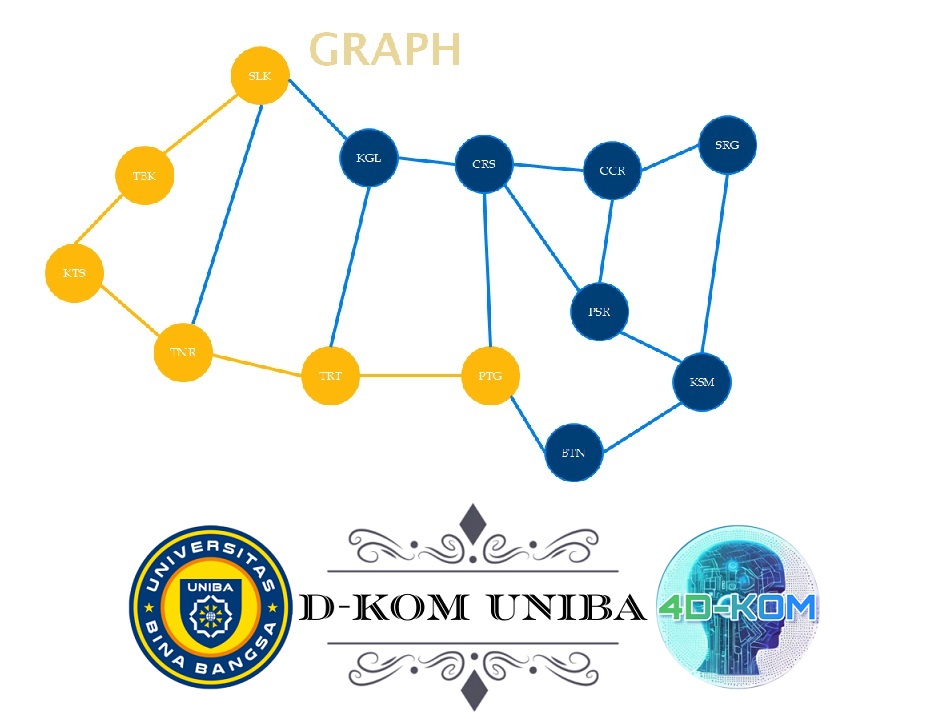 GRAPH
SLK
KGL
CRS
CCR
SRG
TBK
KTS
PSR
TNR
TRT
PTG
KSM
BTN
UNIVERSITAS
UNIBA
BINA BANGSA
D-KOM UNIBA
4D-KOM